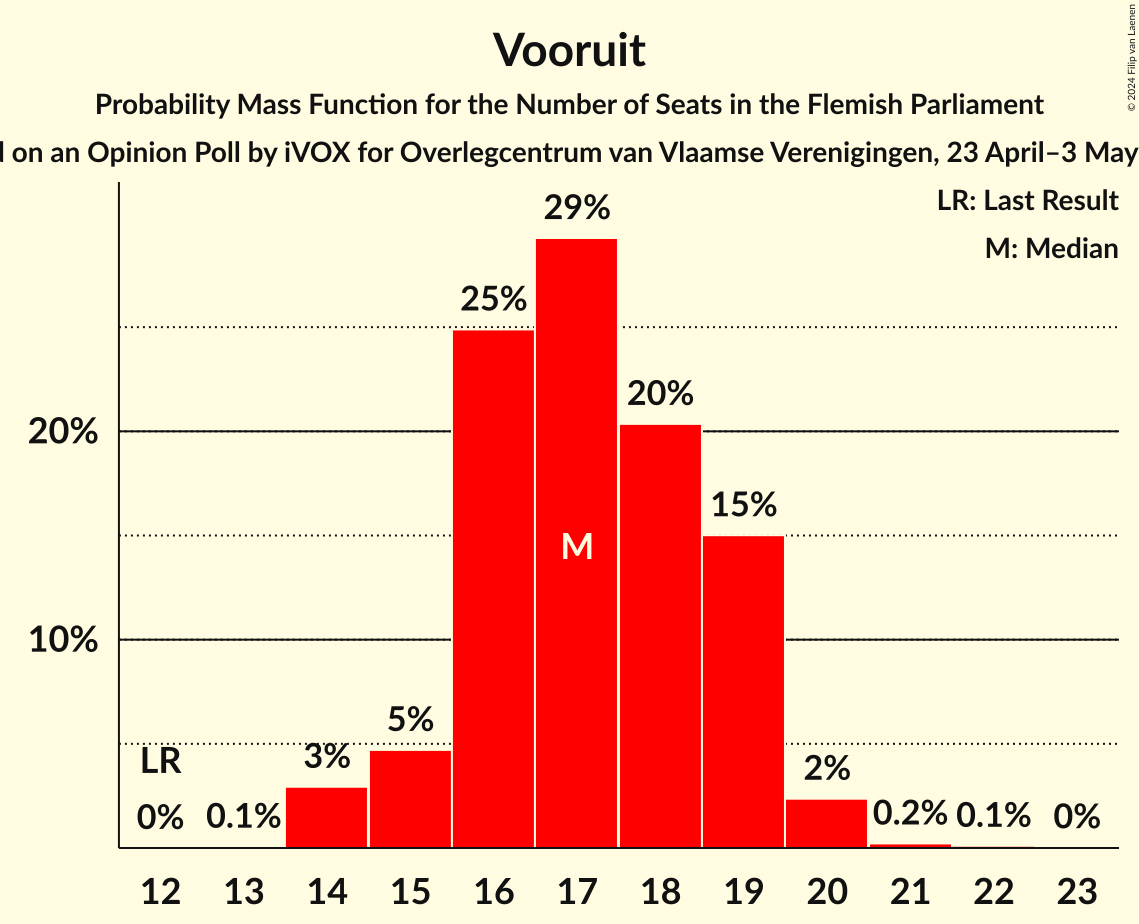 Vooruit
Probability Mass Function for the Number of Seats in the Flemish Parliament
on an Opinion Poll by iVOX for Overlegcentrum van Vlaamse Verenigingen, 23 April–3 May
© 2024 Filip van Laenen
LR: Last Result
M: Median
29%
25%
20%
20%
15%
M
10%
5%
LR
3%
2%
0%
0.1%
0.2%
0.1%
0%
12 13 14 15 16 17 18 19 20 21 22 23